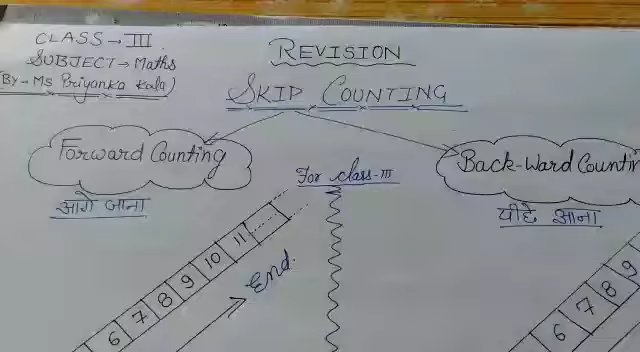 CLASS → III
SUBJECT → Maths
(By - Ms Priyanka Kala)
REVISION
SKIP COUNTING
Forward Counting
आगे जाना
For class - III
Back-Ward Countin
पीछे आना
6 7 8 9 10 11
End
6 7 8 9